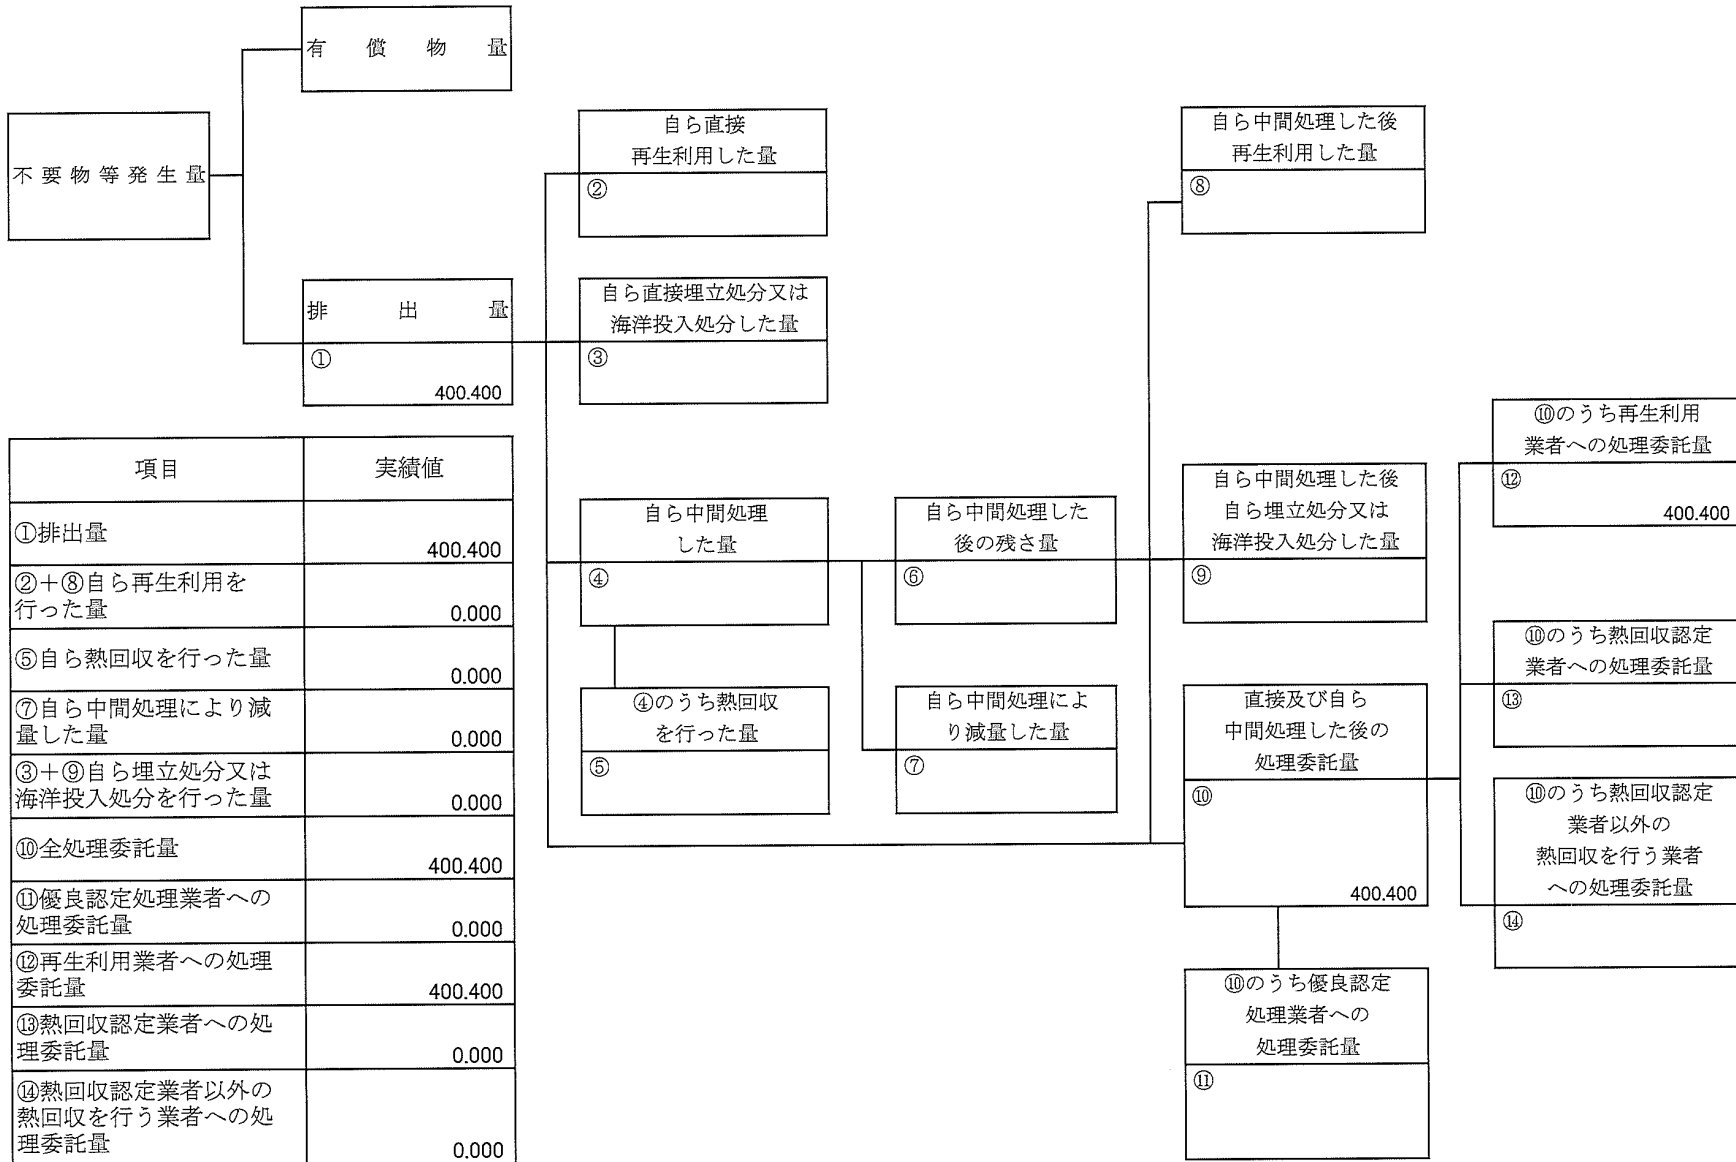 有償物量
不要物等発生量
排出量
①
400.400
自ら直接
再生利用した量
②
自ら直接埋立処分又は
海洋投入処分した量
③
自ら中間処理した後
再生利用した量
⑧
項目 実績値
①排出量 400.400
②+⑧自ら再生利用を
行った量 0.000
⑤自ら熱回収を行った量 0.000
⑦自ら中間処理により減
量した量 0.000
③+⑨自ら埋立処分又は
海洋投入処分を行った量 0.000
⑩全処理委託量 400.400
⑪優良認定処理業者への
処理委託量 0.000
⑫再生利用業者への処理
委託量 400.400
⑬熱回収認定業者への処
理委託量 0.000
⑭熱回収認定業者以外の
熱回収を行う業者への処
理委託量 0.000
自ら中間処理
した量
④
④のうち熱回収
を行った量
⑤
自ら中間処理した
後の残さ量
⑥
自ら中間処理によ
り減量した量
⑦
自ら中間処理した後
自ら埋立処分又は
海洋投入処分した量
⑨
直接及び自ら
中間処理した後の
処理委託量
⑩
400.400
⑩のうち優良認定
処理業者への
処理委託量
⑪
⑩のうち再生利用
業者への処理委託量
⑫
400.400
⑩のうち熱回収認定
業者への処理委託量
⑬
⑩のうち熱回収認定
業者以外の
熱回収を行う業者
への処理委託量
⑭